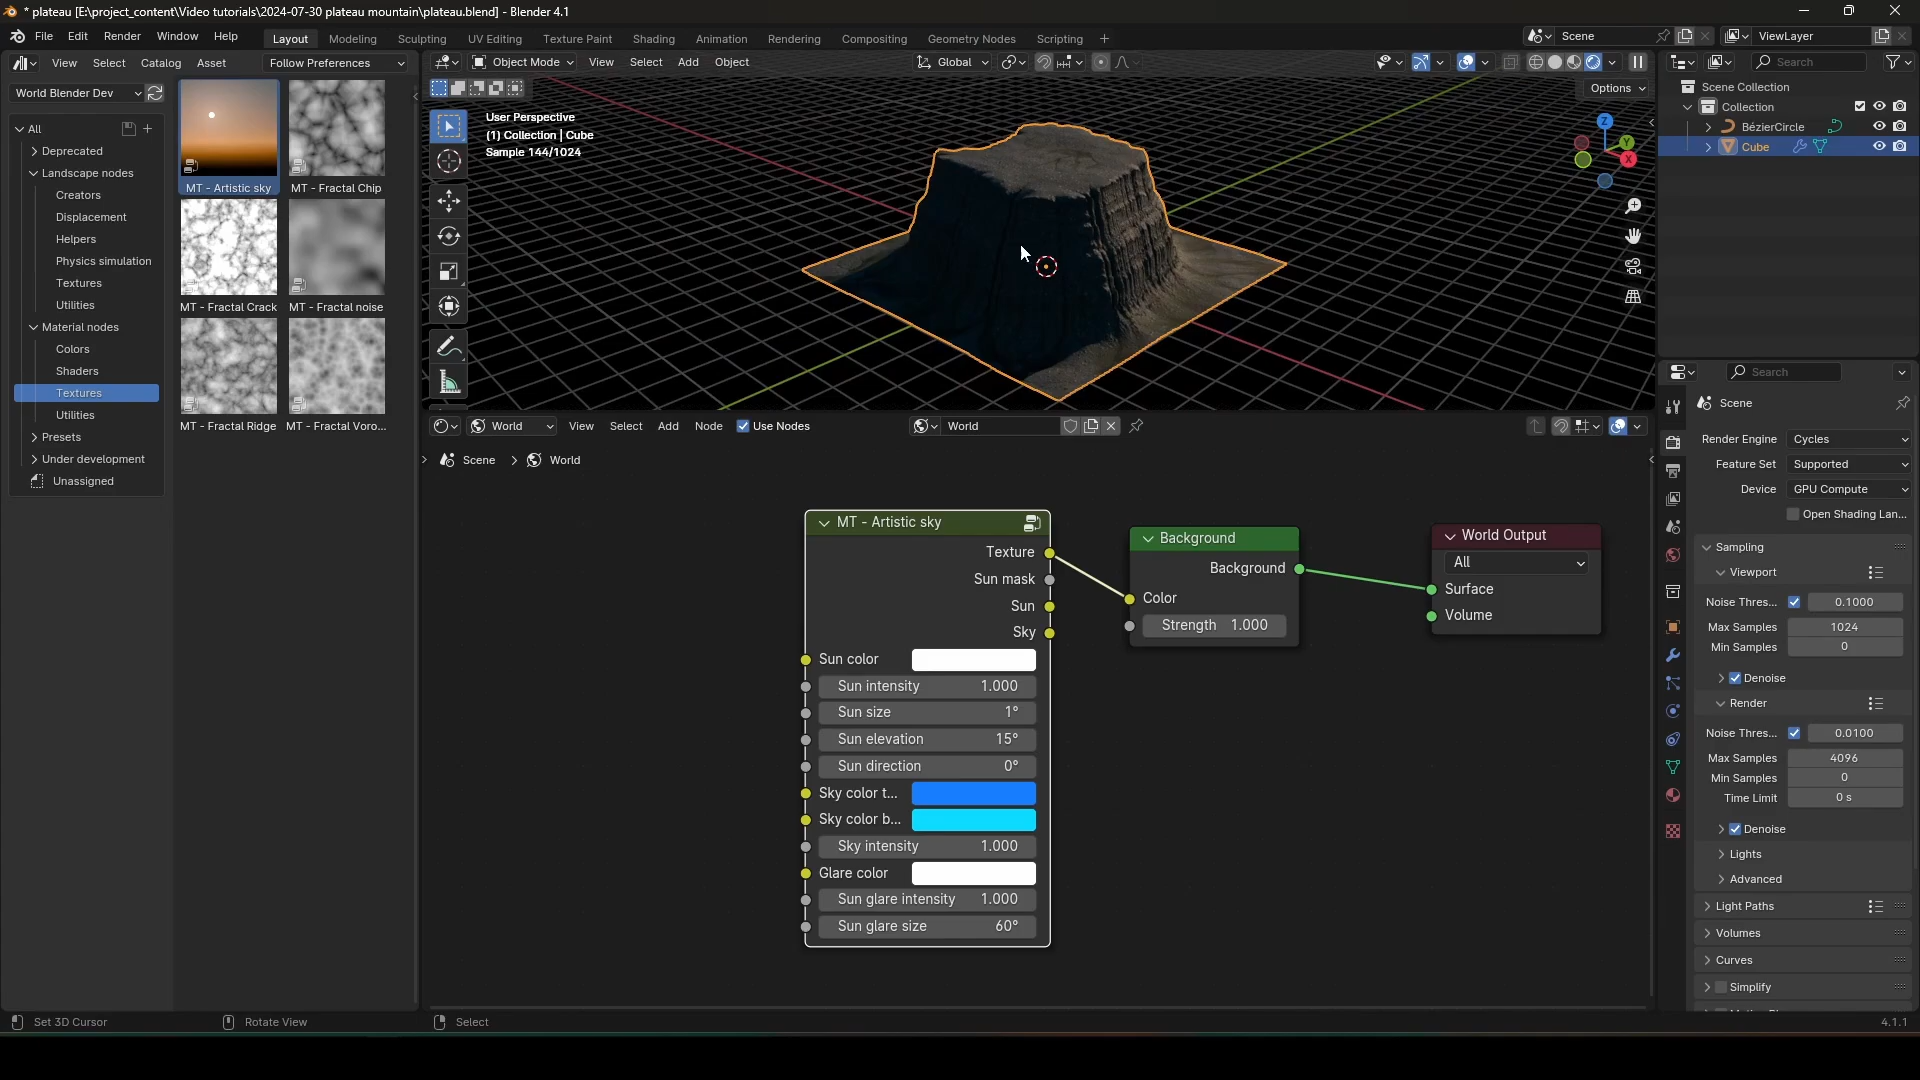 * plateau [E:\project_content\Video tutorials\2024-07-30 plateau mountain\plateau.blend] - Blender 4.1
File Edit Render Window Help Layout Modeling Sculpting UV Editing Texture Paint Shading Animation Rendering Compositing Geometry Nodes Scripting + Scene ViewLayer
View Select Catalog Asset Follow Preferences
Object Mode View Select Add Object Global
Search
World Blender Dev
Options
Scene Collection
Collection
BézierCircle
Cube
All
Deprecated
Landscape nodes
Creators
Displacement
Helpers
Physics simulation
Textures
Utilities
Material nodes
Colors
Shaders
Textures
Utilities
Presets
Under development
Unassigned
MT - Artistic sky
MT - Fractal Chip
MT - Fractal Crack
MT - Fractal noise
MT - Fractal Ridge
MT - Fractal Voro...
User Perspective
(1) Collection | Cube
Sample 144/1024
Z
Y
X
World View Select Add Node Use Nodes World
Scene > World
MT - Artistic sky
Texture
Sun mask
Sun
Sky
Sun color
Sun intensity 1.000
Sun size 1°
Sun elevation 15°
Sun direction 0°
Sky color t...
Sky color b...
Sky intensity 1.000
Glare color
Sun glare intensity 1.000
Sun glare size 60°
Background
Background
Color
Strength 1.000
World Output
All
Surface
Volume
Search
Scene
Render Engine Cycles
Feature Set Supported
Device GPU Compute
Open Shading Lan...
Sampling
Viewport
Noise Thres... 0.1000
Max Samples 1024
Min Samples 0
Denoise
Render
Noise Thres... 0.0100
Max Samples 4096
Min Samples 0
Time Limit 0 s
Denoise
Lights
Advanced
Light Paths
Volumes
Curves
Simplify
Set 3D Cursor Rotate View Select 4.1.1